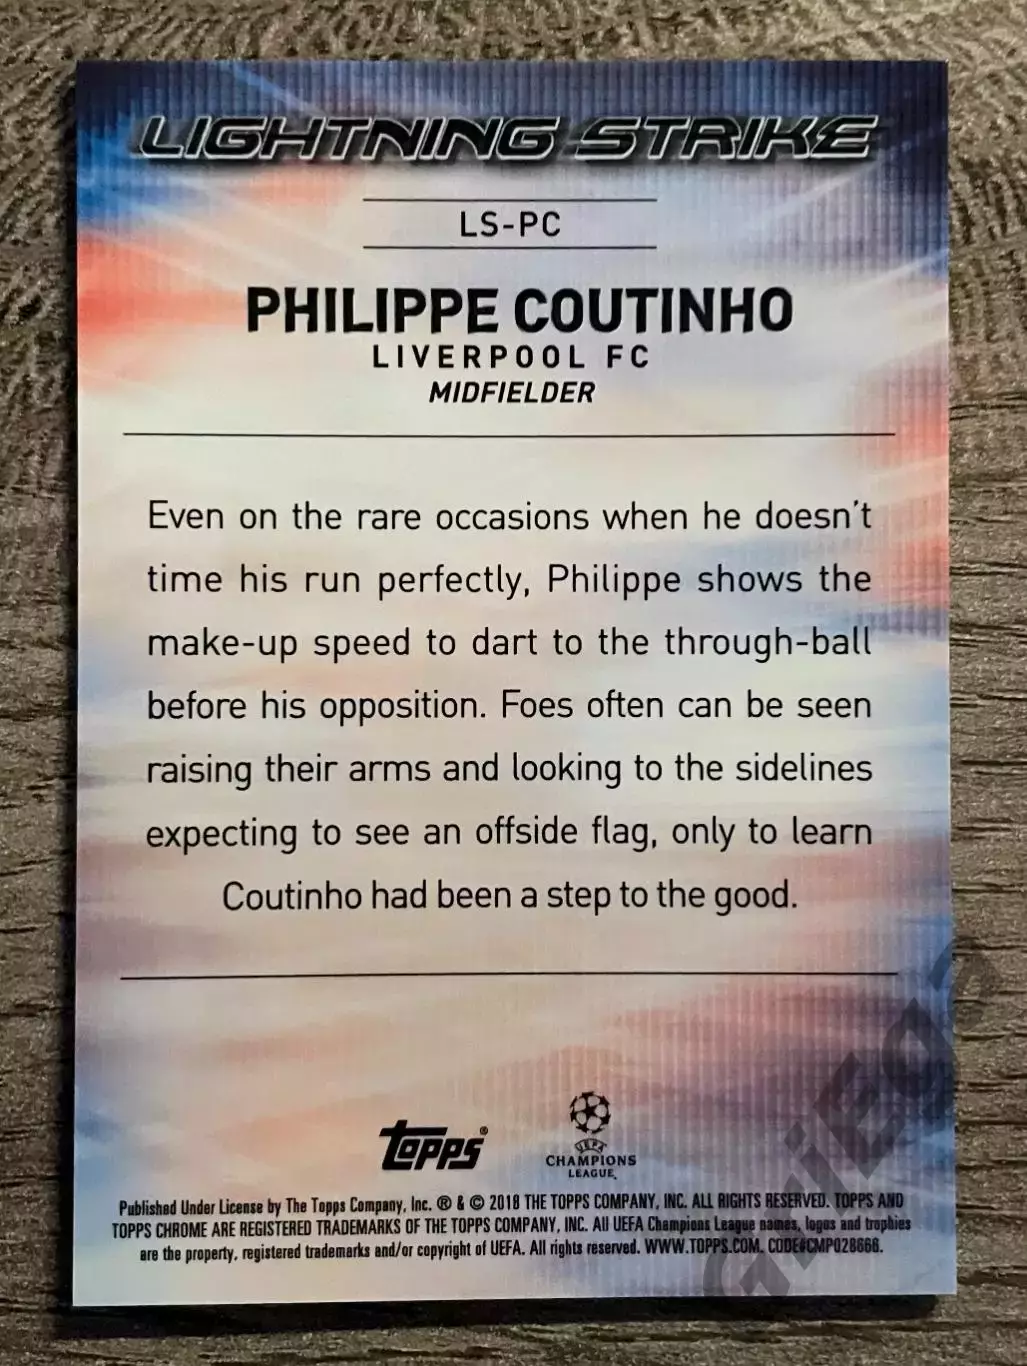 LIGHTNING STRIKE
LS-PC
PHILIPPE COUTINHO
LIVERPOOL FC
MIDFIELDER
Even on the rare occasions when he doesn't
time his run perfectly, Philippe shows the
make-up speed to dart to the through-ball
before his opposition. Foes often can be seen
raising their arms and looking to the sidelines
expecting to see an offside flag, only to learn
Coutinho had been a step to the good.
Topps®
UEFA
CHAMPIONS
LEAGUE
Published Under License by The Topps Company, Inc. ® & © 2018 THE TOPPS COMPANY, INC. ALL RIGHTS RESERVED. TOPPS AND
TOPPS CHROME ARE REGISTERED TRADEMARKS OF THE TOPPS COMPANY, INC. All UEFA Champions League names, logos and trophies
are the property, registered trademarks and/or copyright of UEFA. All rights reserved. WWW.TOPPS.COM. CODE#CMP028666.
GriEga